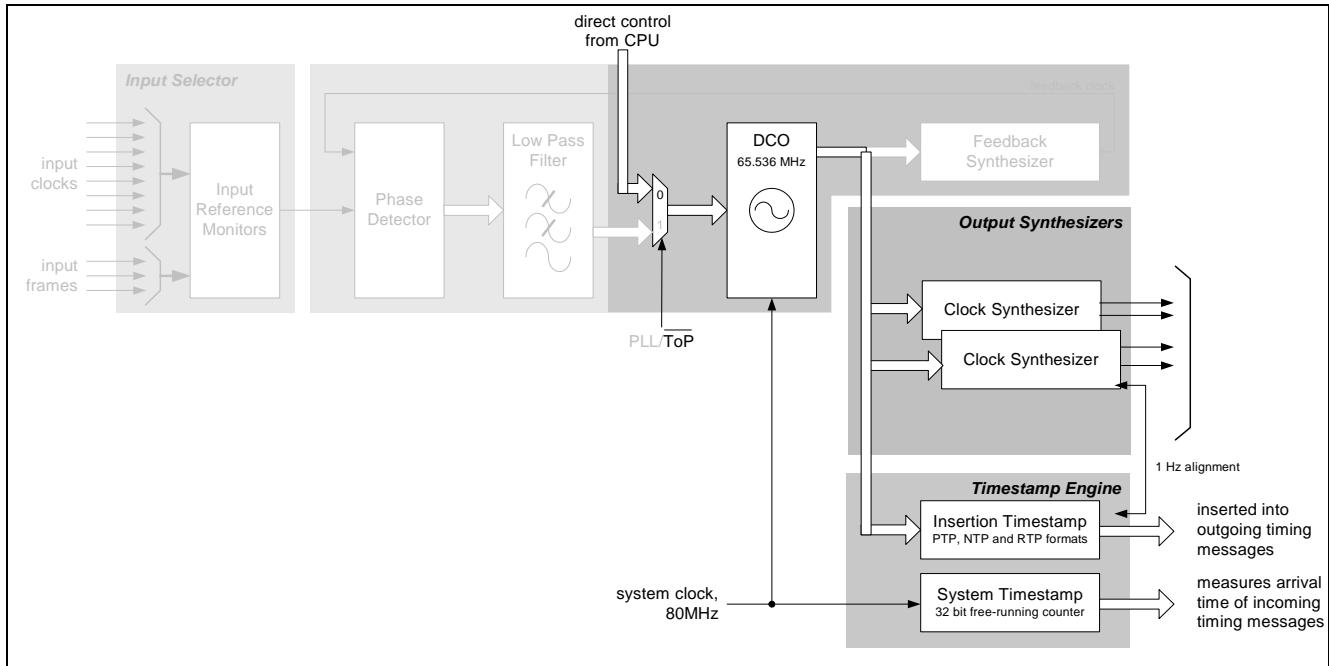 direct control
from CPU
Input Selector
feedback clock
input
clocks
Input
Reference
Monitors
Phase
Detector
Low Pass
Filter
0
1
DCO
65.536 MHz
Feedback
Synthesizer
input
frames
PLL/ToP
Output Synthesizers
Clock Synthesizer
Clock Synthesizer
1 Hz alignment
Timestamp Engine
Insertion Timestamp
PTP, NTP and RTP formats
inserted into
outgoing timing
messages
system clock,
80MHz
System Timestamp
32 bit free-running counter
measures arrival
time of incoming
timing messages